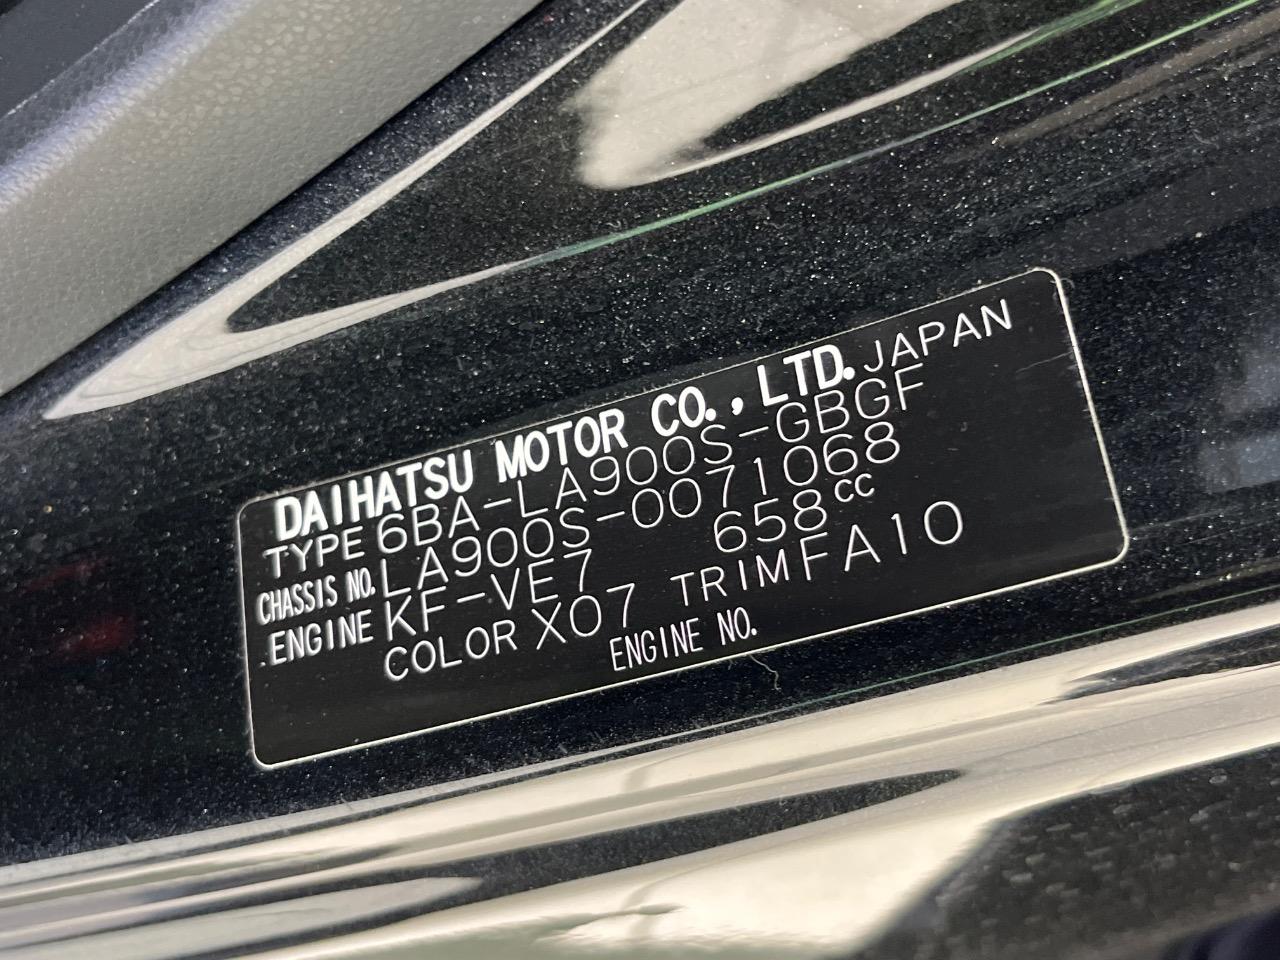 DAIHATSU MOTOR CO., LTD. JAPAN
TYPE 6BA-LA900S-GBGF
CHASSIS NO. LA900S-0071068
.ENGINE KF-VE7 658cc
COLOR X07 TRIM FA10
ENGINE NO.